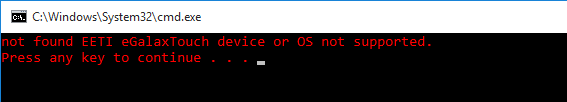 C:\Windows\System32\cmd.exe
not found EETI eGalaxTouch device or OS not supported.
Press any key to continue . . .